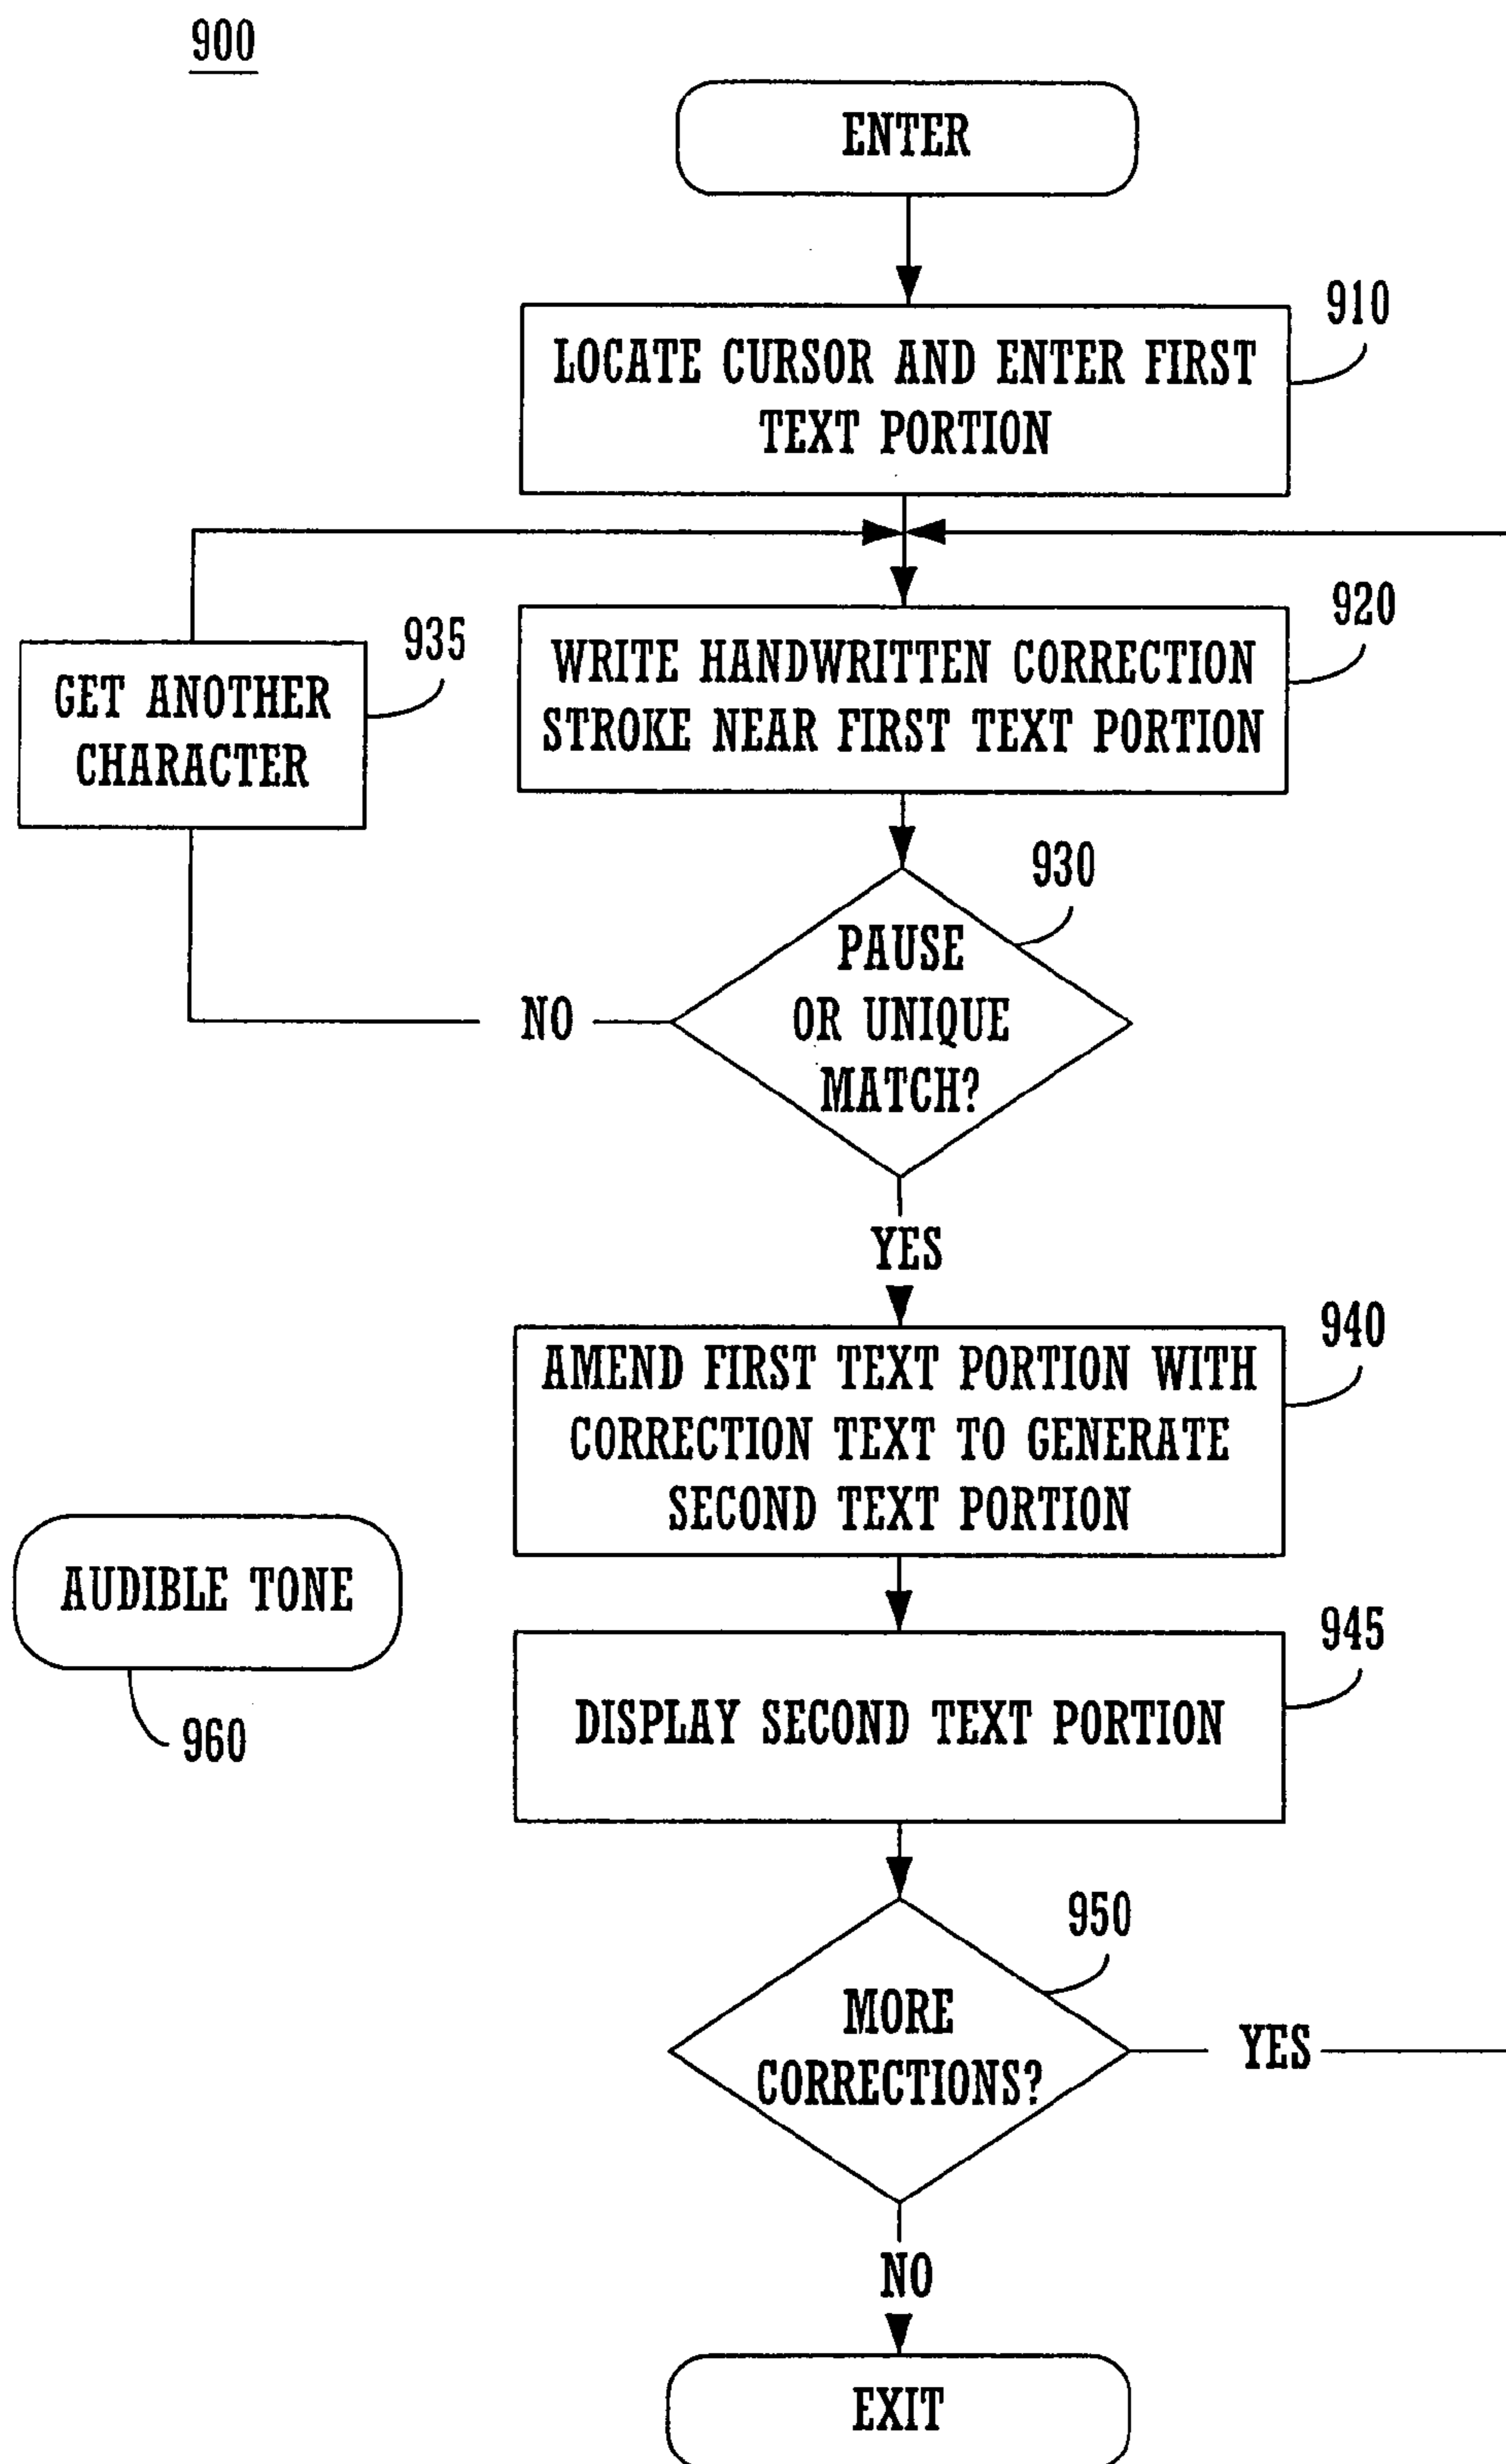 900
ENTER
910
LOCATE CURSOR AND ENTER FIRST
TEXT PORTION
920
WRITE HANDWRITTEN CORRECTION
STROKE NEAR FIRST TEXT PORTION
935
GET ANOTHER
CHARACTER
930
PAUSE
OR UNIQUE
MATCH?
NO
YES
940
AMEND FIRST TEXT PORTION WITH
CORRECTION TEXT TO GENERATE
SECOND TEXT PORTION
AUDIBLE TONE
960
945
DISPLAY SECOND TEXT PORTION
950
MORE
CORRECTIONS?
YES
NO
EXIT